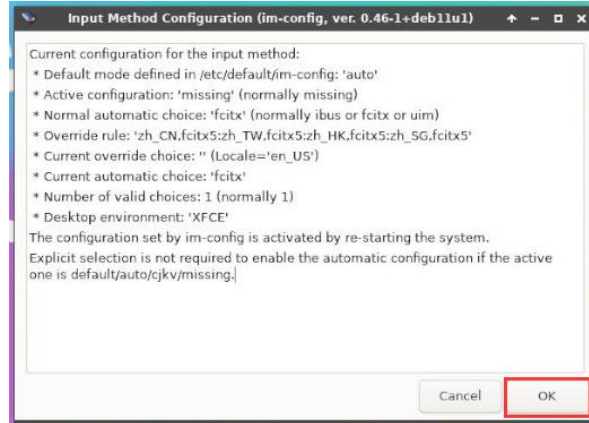 Input Method Configuration (im-config, ver. 0.46-1+deb11u1)
Current configuration for the input method:
* Default mode defined in /etc/default/im-config: 'auto'
* Active configuration: 'missing' (normally missing)
* Normal automatic choice: 'fcitx' (normally ibus or fcitx or uim)
* Override rule: 'zh_CN,fcitx5:zh_TW,fcitx5:zh_HK,fcitx5:zh_SG,fcitx5'
* Current override choice: '' (Locale='en_US')
* Current automatic choice: 'fcitx'
* Number of valid choices: 1 (normally 1)
* Desktop environment: 'XFCE'
The configuration set by im-config is activated by re-starting the system.
Explicit selection is not required to enable the automatic configuration if the active
one is default/auto/cjkv/missing.
Cancel
OK